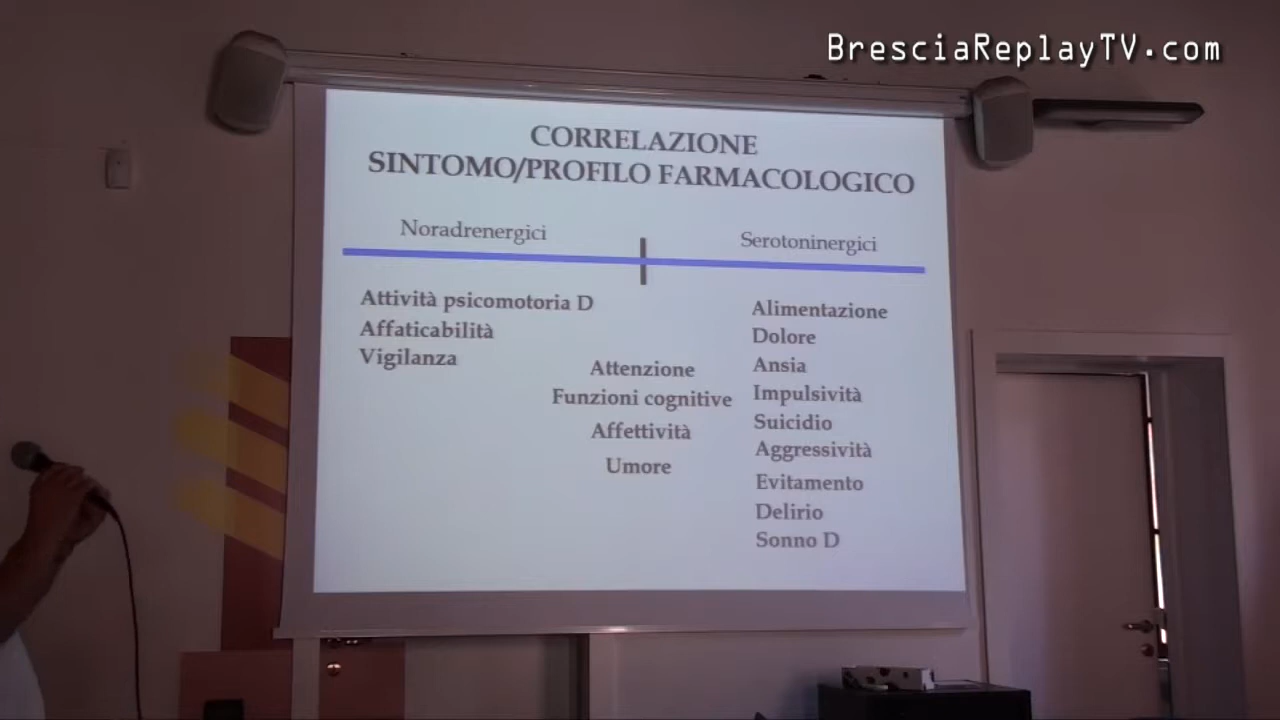 BresciaReplayTV.com
CORRELAZIONE
SINTOMO/PROFILO FARMACOLOGICO
Noradrenergici
Serotoninergici
Attività psicomotoria D
Affaticabilità
Vigilanza
Attenzione
Funzioni cognitive
Affettività
Umore
Alimentazione
Dolore
Ansia
Impulsività
Suicidio
Aggressività
Evitamento
Delirio
Sonno D